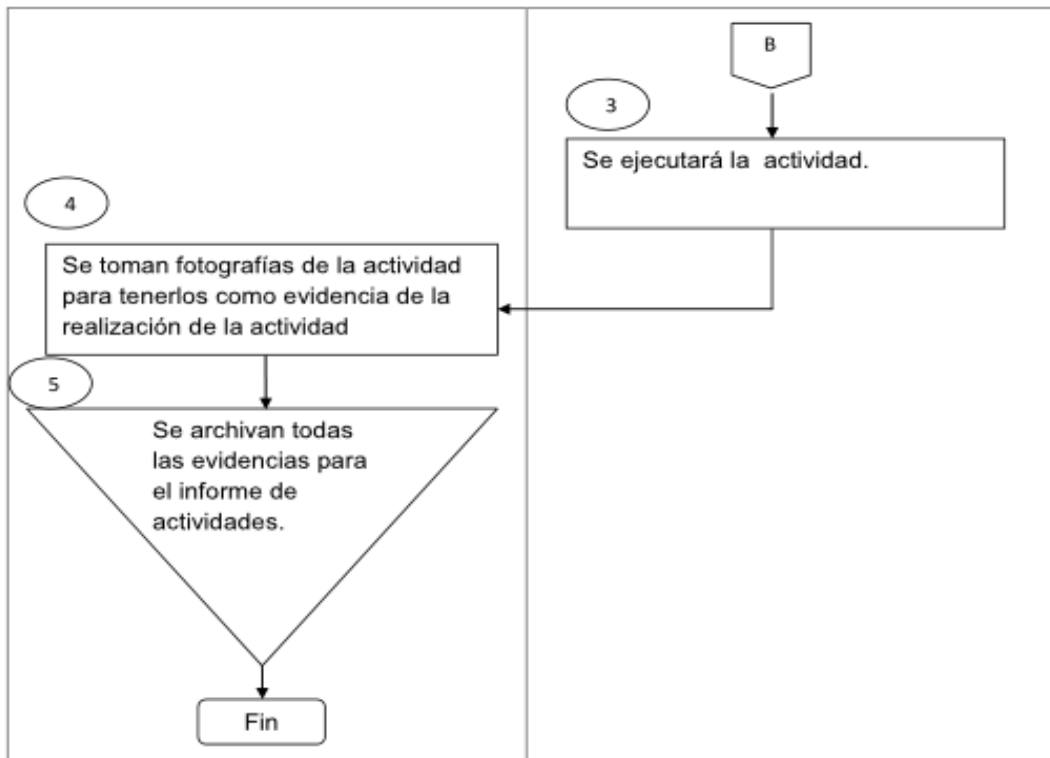 B
3
Se ejecutará la actividad.
4
Se toman fotografías de la actividad
para tenerlos como evidencia de la
realización de la actividad
5
Se archivan todas
las evidencias para
el informe de
actividades.
Fin